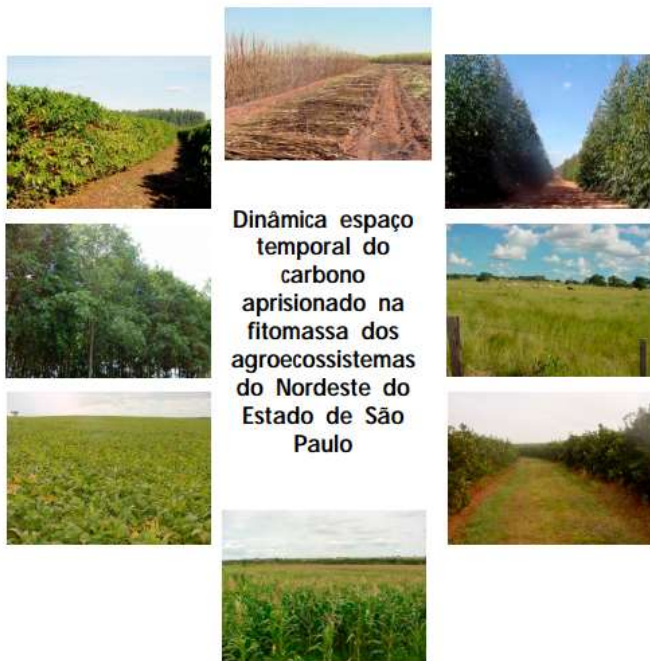 Dinâmica espaço
temporal do
carbono
aprisionado na
fitomassa dos
agroecossistemas
do Nordeste do
Estado de São
Paulo